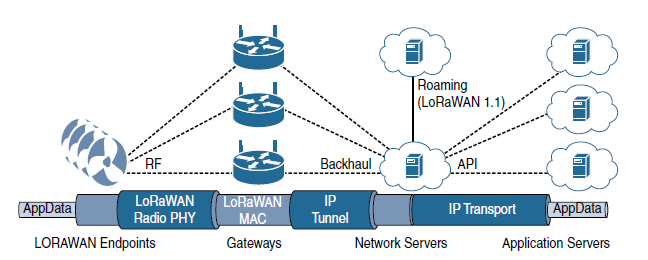 Roaming
(LoRaWAN 1.1)
RF
Backhaul
API
AppData
LoRaWAN
Radio PHY
LoRaWAN
MAC
IP
Tunnel
IP Transport
AppData
LORAWAN Endpoints
Gateways
Network Servers
Application Servers